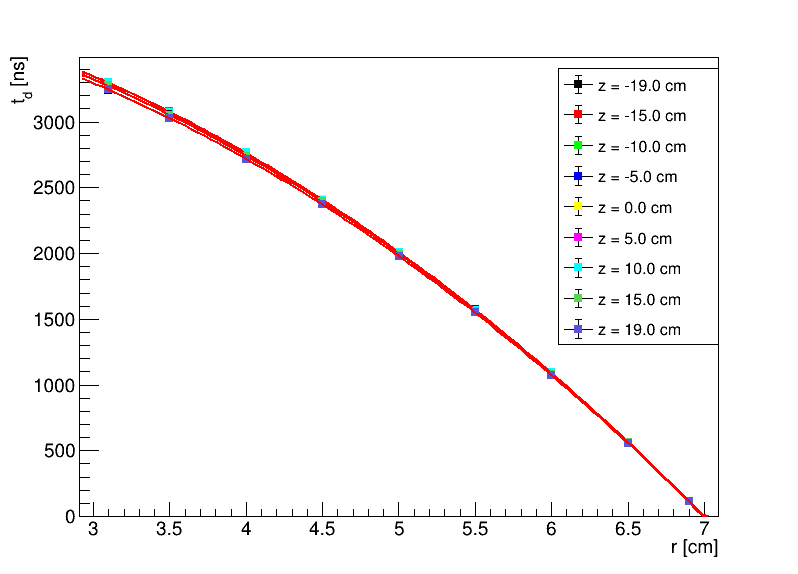 t_d [ns]
3000
2500
2000
1500
1000
500
0
3 3.5 4 4.5 5 5.5 6 6.5 7
r [cm]
z = -19.0 cm
z = -15.0 cm
z = -10.0 cm
z = -5.0 cm
z = 0.0 cm
z = 5.0 cm
z = 10.0 cm
z = 15.0 cm
z = 19.0 cm